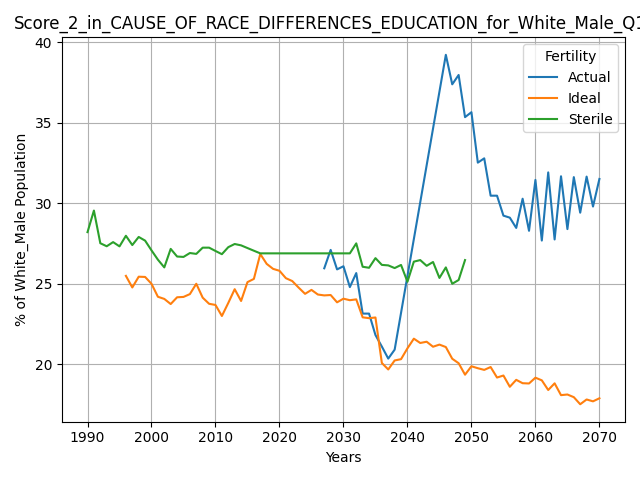 Score_2_in_CAUSE_OF_RACE_DIFFERENCES_EDUCATION_for_White_Male_Q1
40
35
30
25
20
% of White_Male Population
Fertility
Actual
Ideal
Sterile
1990 2000 2010 2020 2030 2040 2050 2060 2070
Years